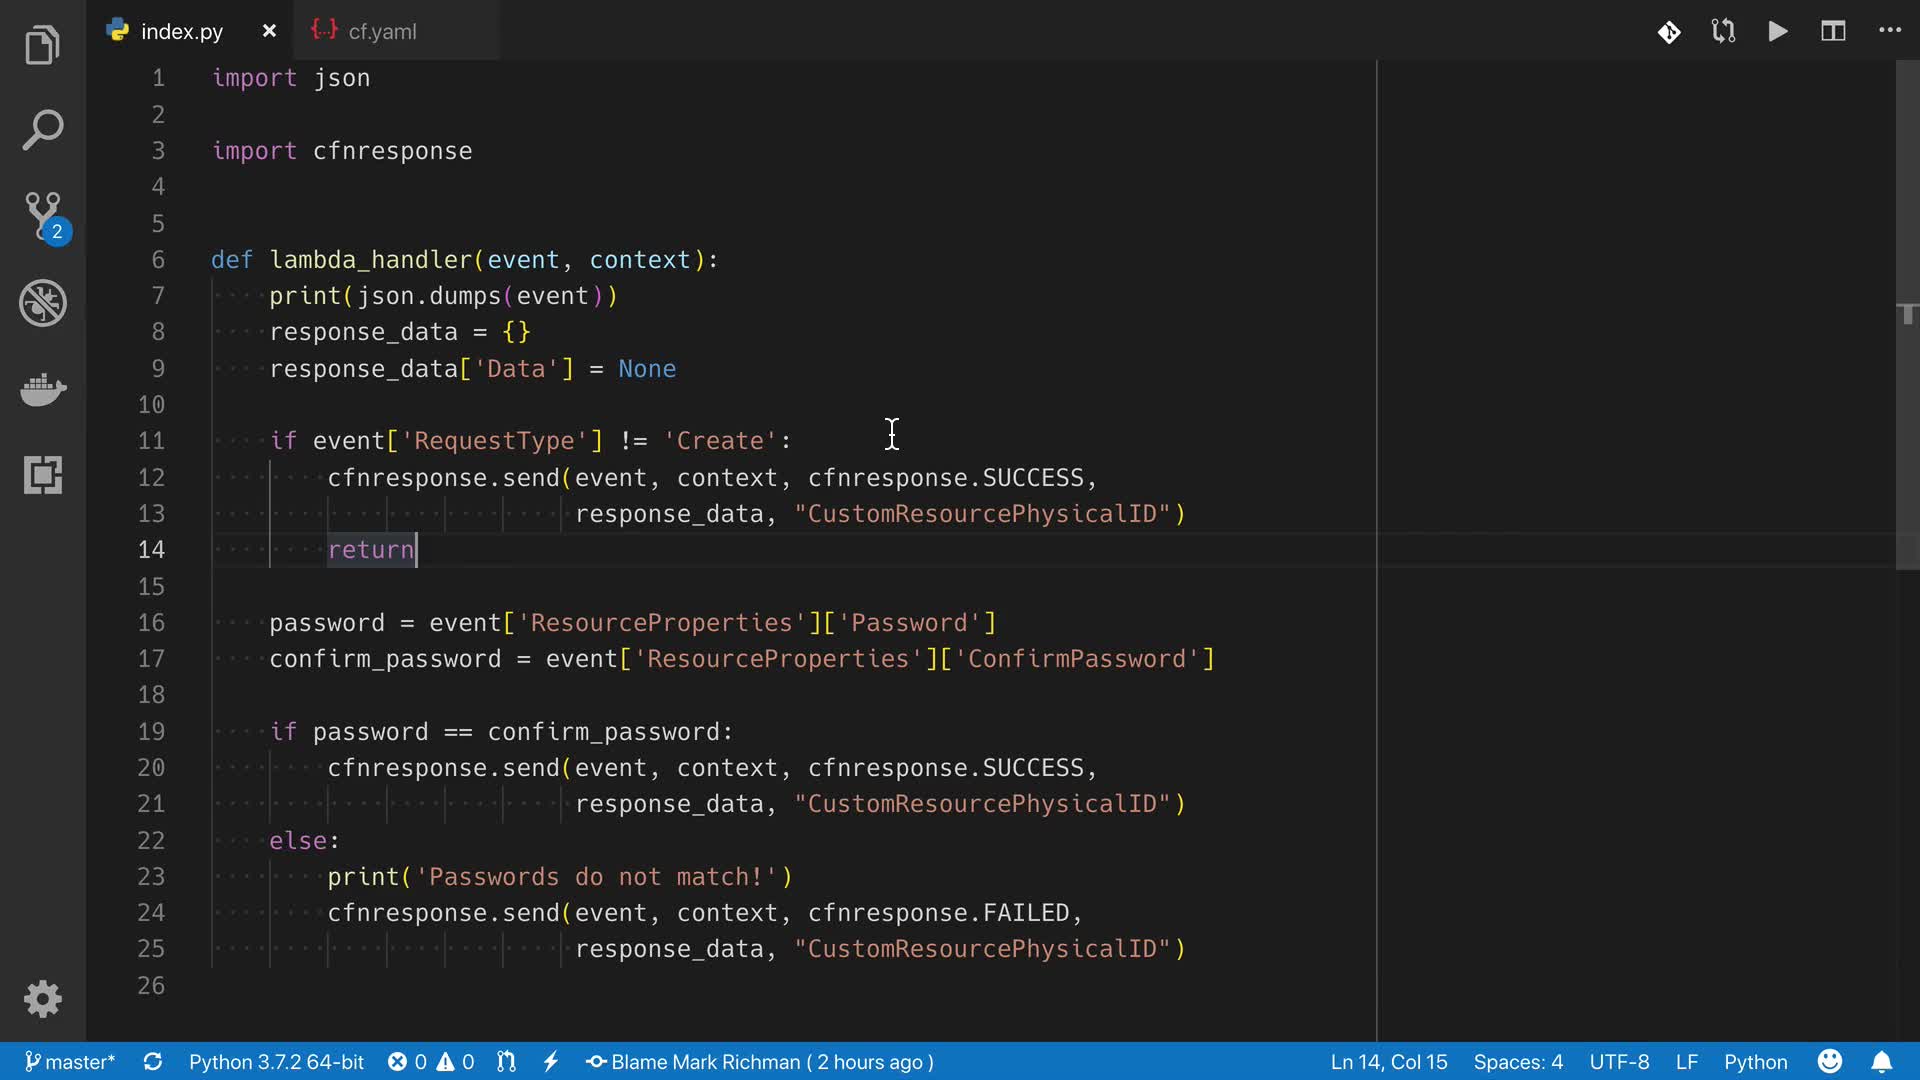 index.py × {..} cf.yaml
1 import json
2
3 import cfnresponse
4
5
6 def lambda_handler(event, context):
7     print(json.dumps(event))
8     response_data = {}
9     response_data['Data'] = None
10
11     if event['RequestType'] != 'Create':
12         cfnresponse.send(event, context, cfnresponse.SUCCESS,
13                          response_data, "CustomResourcePhysicalID")
14         return
15
16     password = event['ResourceProperties']['Password']
17     confirm_password = event['ResourceProperties']['ConfirmPassword']
18
19     if password == confirm_password:
20         cfnresponse.send(event, context, cfnresponse.SUCCESS,
21                          response_data, "CustomResourcePhysicalID")
22     else:
23         print('Passwords do not match!')
24         cfnresponse.send(event, context, cfnresponse.FAILED,
25                          response_data, "CustomResourcePhysicalID")
26
2
master* Python 3.7.2 64-bit 0 0 Blame Mark Richman ( 2 hours ago ) Ln 14, Col 15 Spaces: 4 UTF-8 LF Python